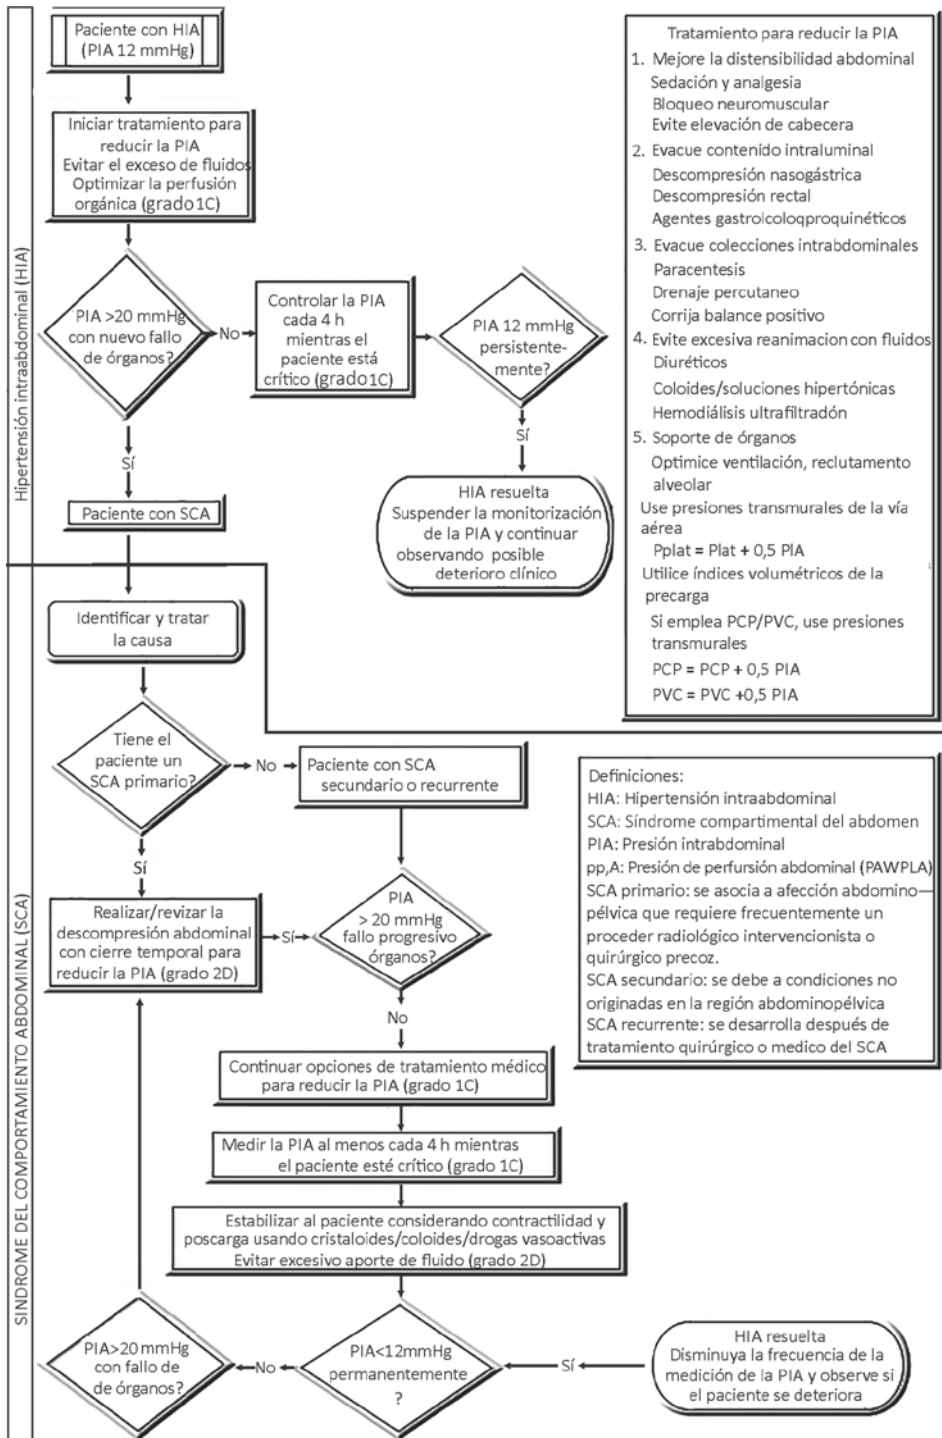 Paciente con HIA
(PIA 12 mmHg)
Iniciar tratamiento para
reducir la PIA
Evitar el exceso de fluidos
Optimizar la perfusión
orgánica (grado1C)
PIA >20 mmHg
con nuevo fallo
de órganos?
No
Controlar la PIA
cada 4 h
mientras el
paciente está
crítico (grado1C)
PIA 12 mmHg
persistente-
mente?
Sí
HIA resuelta
Suspender la monitorización
de la PIA y continuar
observando posible
deterioro clínico
Sí
Paciente con SCA
Hipertensión intraabdominal (HIA)
Tratamiento para reducir la PIA
1. Mejore la distensibilidad abdominal
Sedación y analgesia
Bloqueo neuromuscular
Evite elevación de cabecera
2. Evacue contenido intraluminal
Descompresión nasogástrica
Descompresión rectal
Agentes gastrolcoloqproquinéticos
3. Evacue colecciones intrabdominales
Paracentesis
Drenaje percutaneo
Corrija balance positivo
4. Evite excesiva reanimacion con fluidos
Diuréticos
Coloides/soluciones hipertónicas
Hemodiálisis ultrafiltradón
5. Soporte de órganos
Optimice ventilación, reclutamento
alveolar
Use presiones transmurales de la vía
aérea
Pplat = Plat + 0,5 PIA
Utilice índices volumétricos de la
precarga
Si emplea PCP/PVC, use presiones
transmurales
PCP = PCP + 0,5 PIA
PVC = PVC +0,5 PIA
Identificar y tratar
la causa
Tiene el
paciente un
SCA primario?
No
Paciente con SCA
secundario o recurrente
Sí
Realizar/revizar la
descompresión abdominal
con cierre temporal para
reducir la PIA (grado 2D)
Sí
PIA
> 20 mmHg
fallo progresivo
órganos?
No
Continuar opciones de tratamiento médico
para reducir la PIA (grado 1C)
Medir la PIA al menos cada 4 h mientras
el paciente esté crítico (grado 1C)
Estabilizar al paciente considerando contractilidad y
poscarga usando cristaloides/coloides/drogas vasoactivas
Evitar excesivo aporte de fluido (grado 2D)
PIA>20 mmHg
con fallo de
de órganos?
No
PIA<12mmHg
permanentemente
?
Sí
HIA resuelta
Disminuya la frecuencia de la
medición de la PIA y observe si
el paciente se deteriora
SINDROME DEL COMPORTAMIENTO ABDOMINAL (SCA)
Definiciones:
HIA: Hipertensión intraabdominal
SCA: Síndrome compartimental del abdomen
PIA: Presión intrabdominal
pp,A: Presión de perfursión abdominal (PAWPLA)
SCA primario: se asocia a afección abdomino—
pélvica que requiere frecuentemente un
proceder radiológico intervencionista o
quirúrgico precoz.
SCA secundario: se debe a condiciones no
originadas en la región abdominopélvica
SCA recurrente: se desarrolla después de
tratamiento quirúrgico o medico del SCA